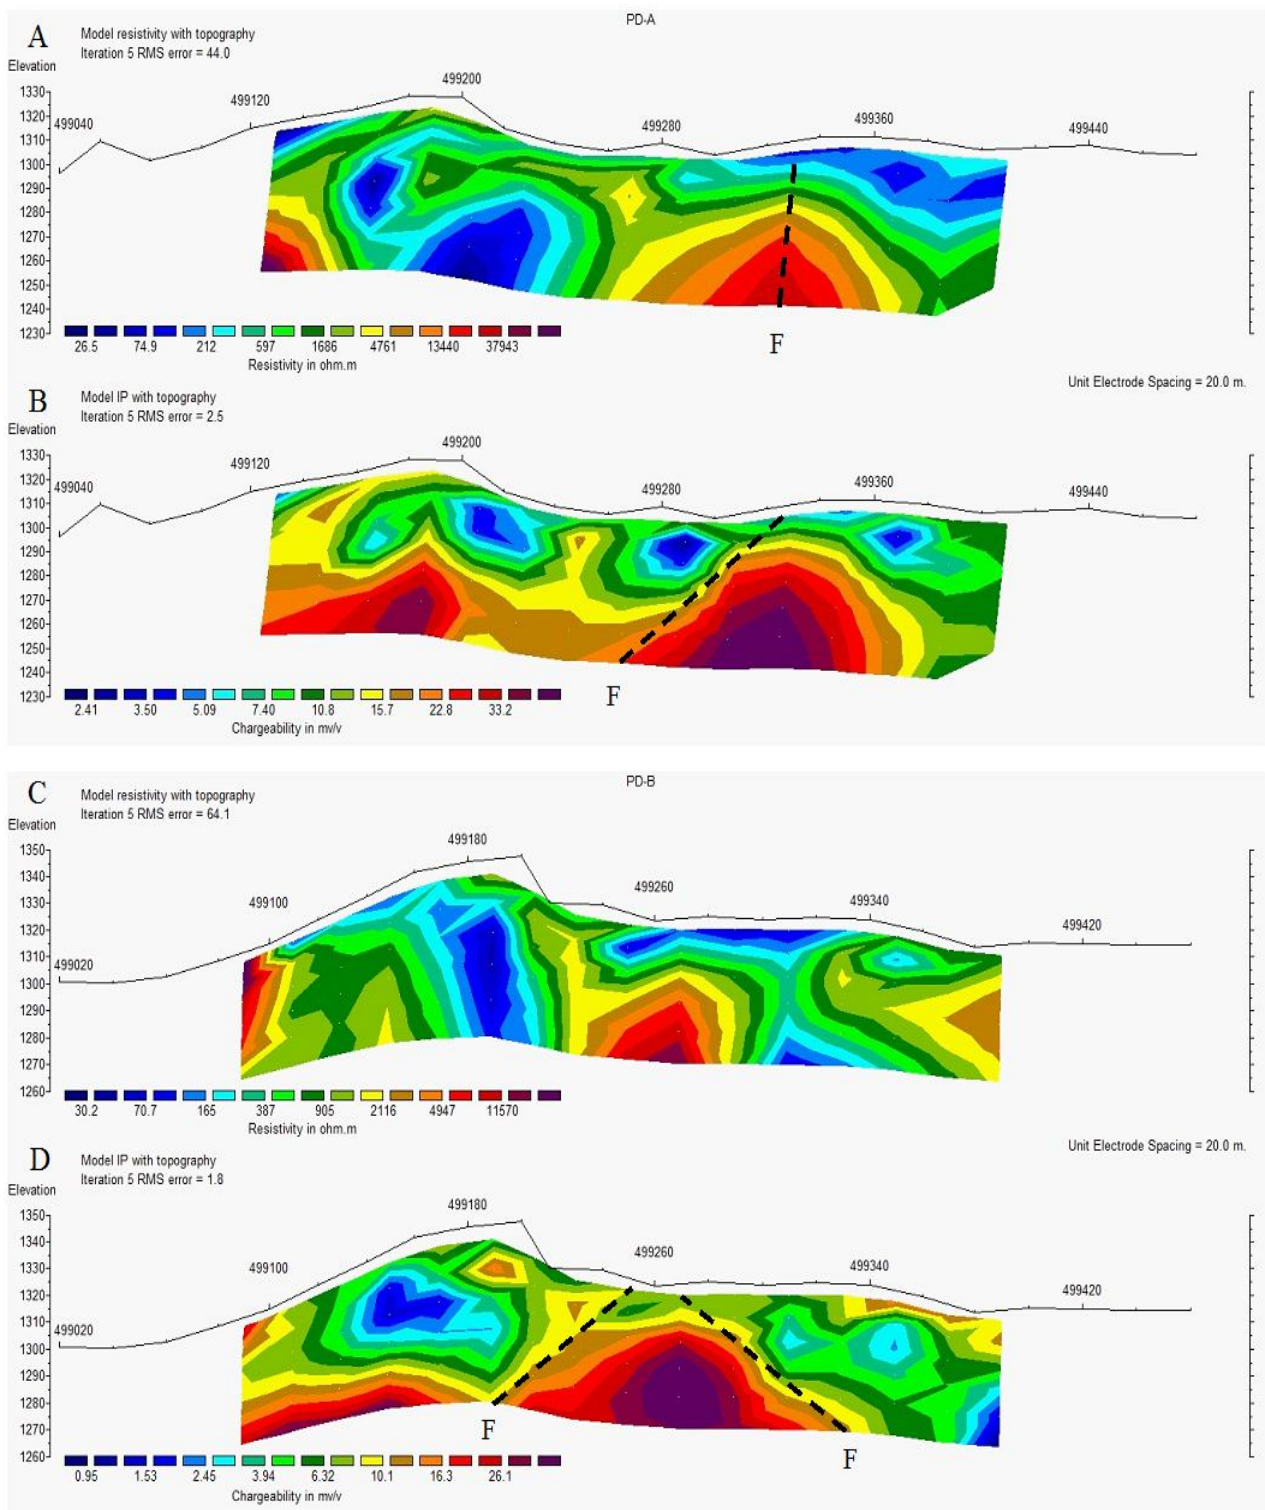 PD-A
A
Model resistivity with topography
Iteration 5 RMS error = 44.0
Elevation
1330
1320
1310
1300
1290
1280
1270
1260
1250
1240
1230
499040
499120
499200
499280
499360
499440
F
26.5 74.9 212 597 1686 4761 13440 37943
Resistivity in ohm.m
Unit Electrode Spacing = 20.0 m.
B
Model IP with topography
Iteration 5 RMS error = 2.5
Elevation
1330
1320
1310
1300
1290
1280
1270
1260
1250
1240
1230
499040
499120
499200
499280
499360
499440
F
2.41 3.50 5.09 7.40 10.8 15.7 22.8 33.2
Chargeability in mv/v
PD-B
C
Model resistivity with topography
Iteration 5 RMS error = 64.1
Elevation
1350
1340
1330
1320
1310
1300
1290
1280
1270
1260
499020
499100
499180
499260
499340
499420
30.2 70.7 165 387 905 2116 4947 11570
Resistivity in ohm.m
Unit Electrode Spacing = 20.0 m.
D
Model IP with topography
Iteration 5 RMS error = 1.8
Elevation
1350
1340
1330
1320
1310
1300
1290
1280
1270
1260
499020
499100
499180
499260
499340
499420
F
F
0.95 1.53 2.45 3.94 6.32 10.1 16.3 26.1
Chargeability in mv/v